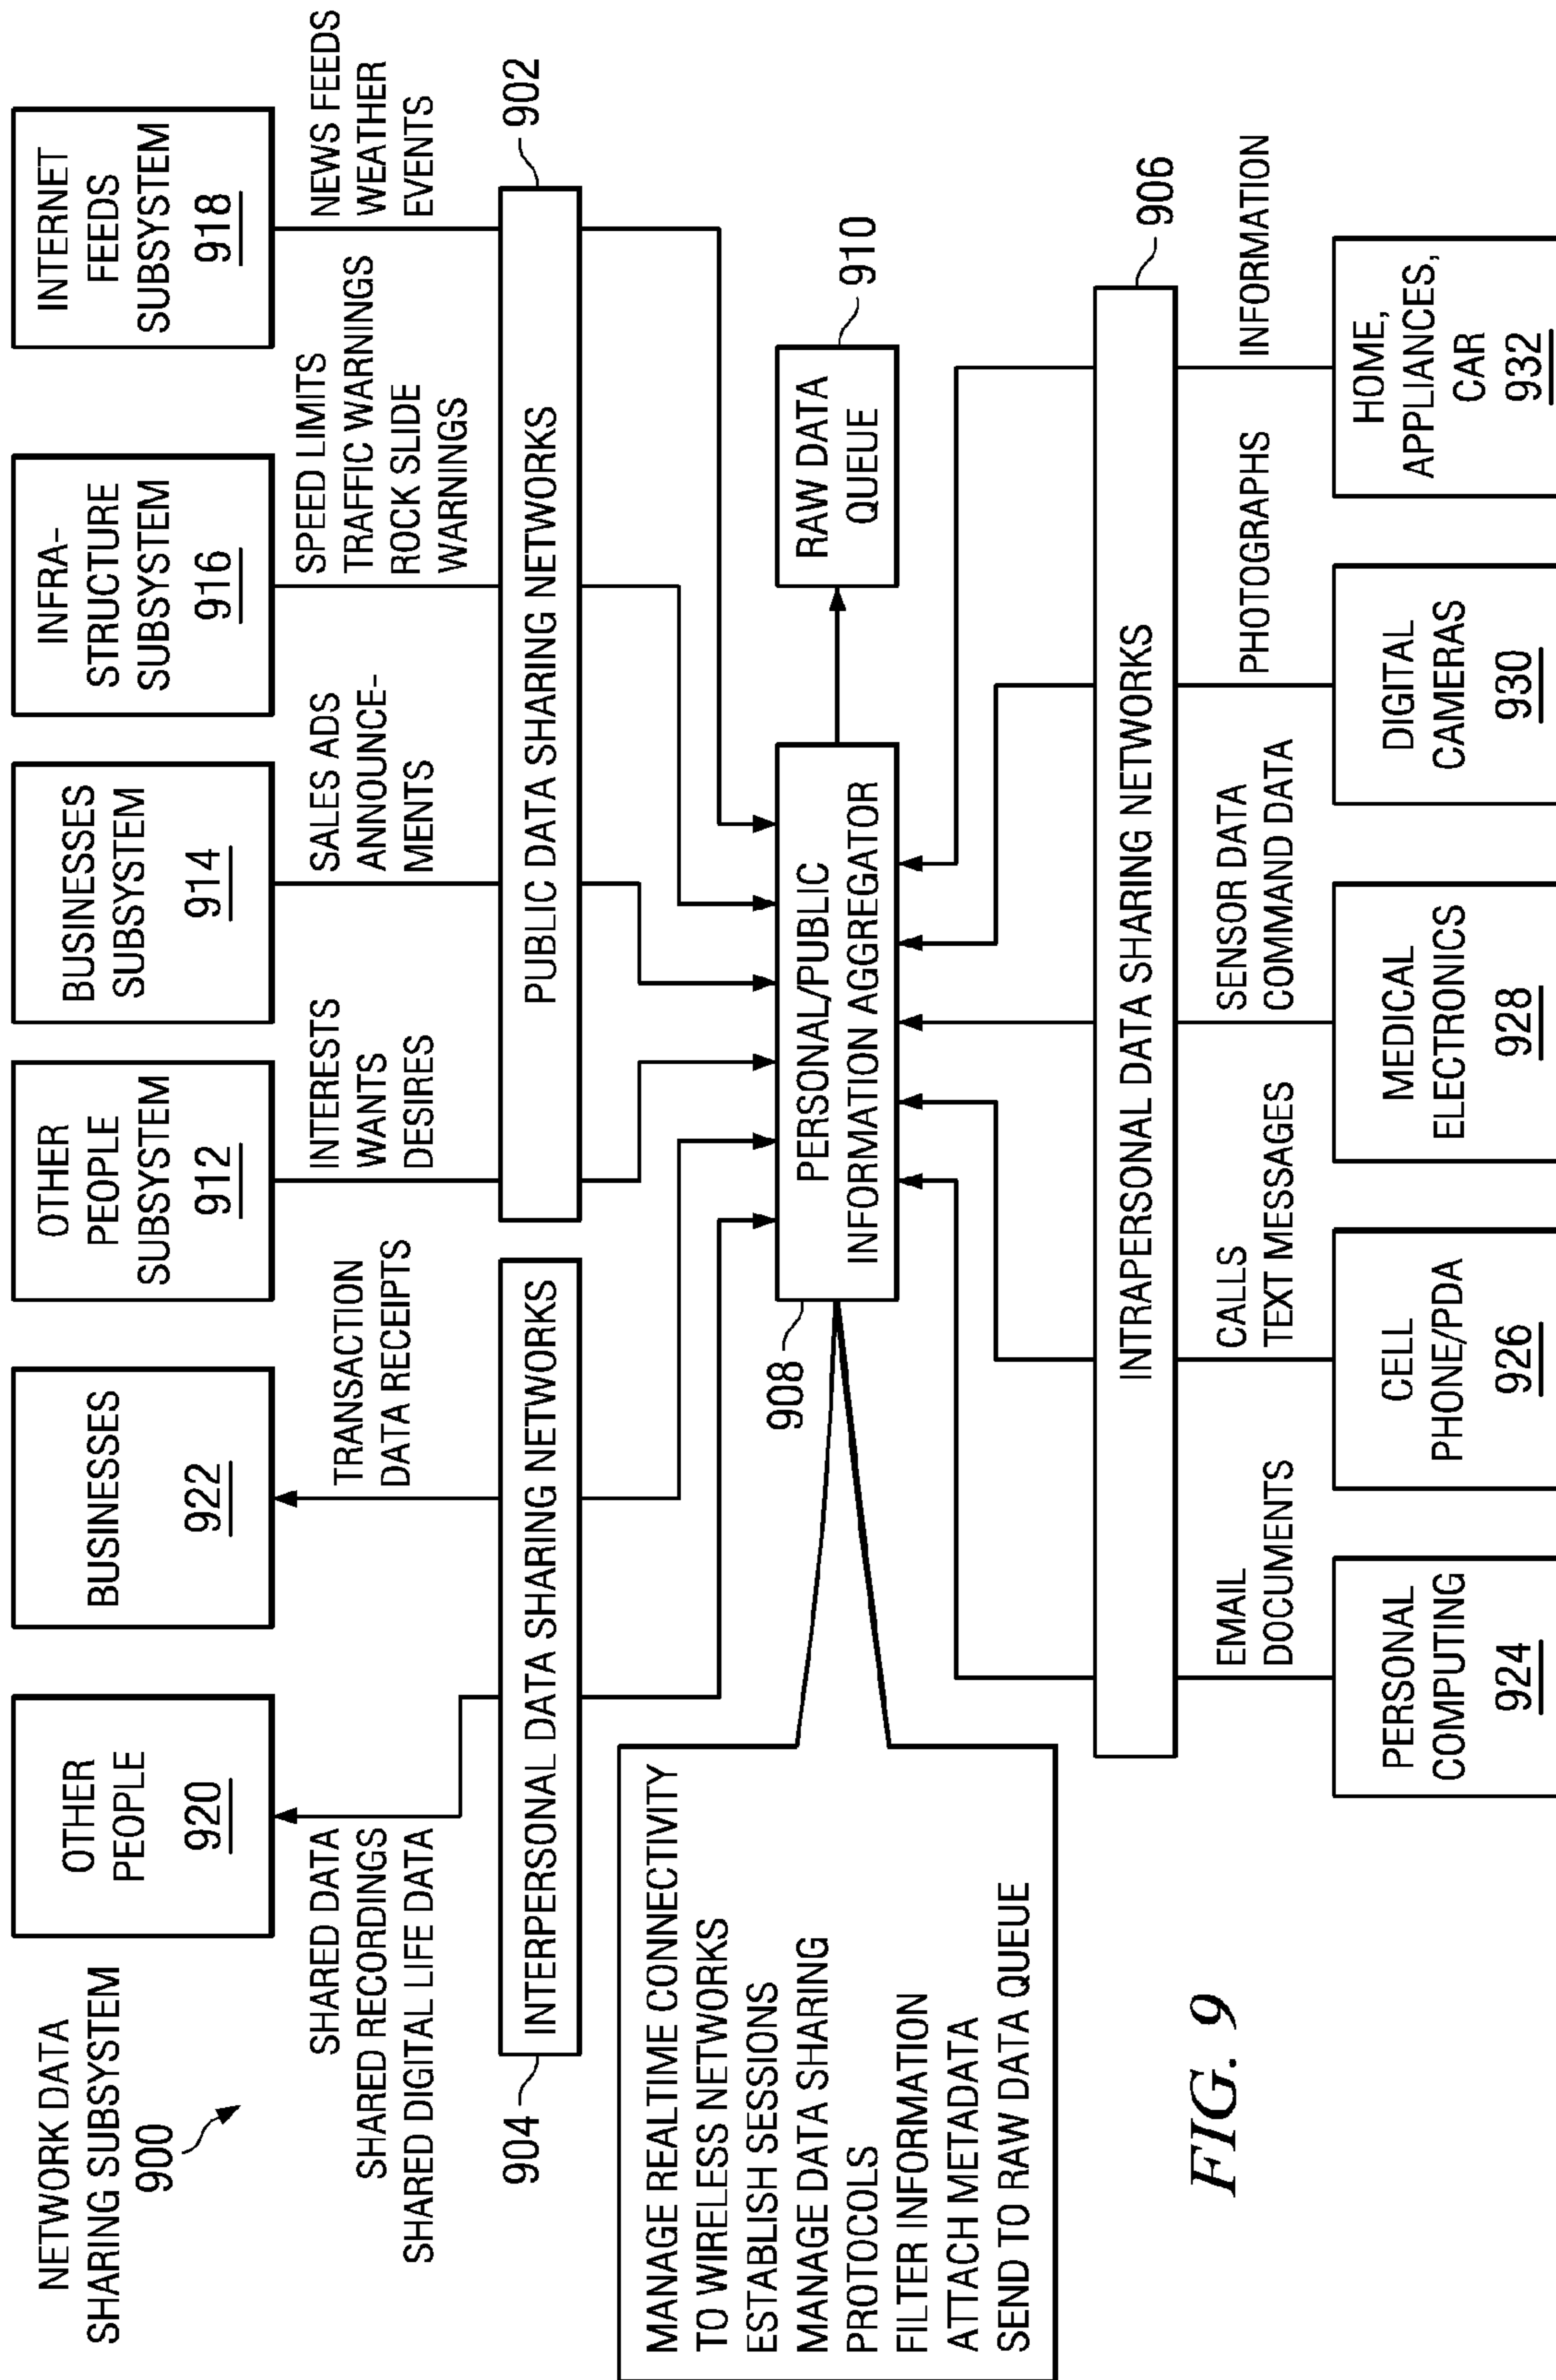 NETWORK DATA
SHARING SUBSYSTEM
900
OTHER
PEOPLE
920
BUSINESSES
922
OTHER
PEOPLE
SUBSYSTEM
912
BUSINESSES
SUBSYSTEM
914
INFRA-
STRUCTURE
SUBSYSTEM
916
INTERNET
FEEDS
SUBSYSTEM
918
SHARED DATA
SHARED RECORDINGS
SHARED DIGITAL LIFE DATA
TRANSACTION
DATA RECEIPTS
INTERESTS
WANTS
DESIRES
SALES ADS
ANNOUNCE-
MENTS
SPEED LIMITS
TRAFFIC WARNINGS
ROCK SLIDE
WARNINGS
NEWS FEEDS
WEATHER
EVENTS
904
INTERPERSONAL DATA SHARING NETWORKS
PUBLIC DATA SHARING NETWORKS
902
MANAGE REALTIME CONNECTIVITY
TO WIRELESS NETWORKS
ESTABLISH SESSIONS
MANAGE DATA SHARING
PROTOCOLS
FILTER INFORMATION
ATTACH METADATA
SEND TO RAW DATA QUEUE
908
PERSONAL/PUBLIC
INFORMATION AGGREGATOR
RAW DATA
QUEUE
910
INTRAPERSONAL DATA SHARING NETWORKS
906
EMAIL
DOCUMENTS
CALLS
TEXT MESSAGES
SENSOR DATA
COMMAND DATA
PHOTOGRAPHS
INFORMATION
PERSONAL
COMPUTING
924
CELL
PHONE/PDA
926
MEDICAL
ELECTRONICS
928
DIGITAL
CAMERAS
930
HOME,
APPLIANCES,
CAR
932
FIG. 9